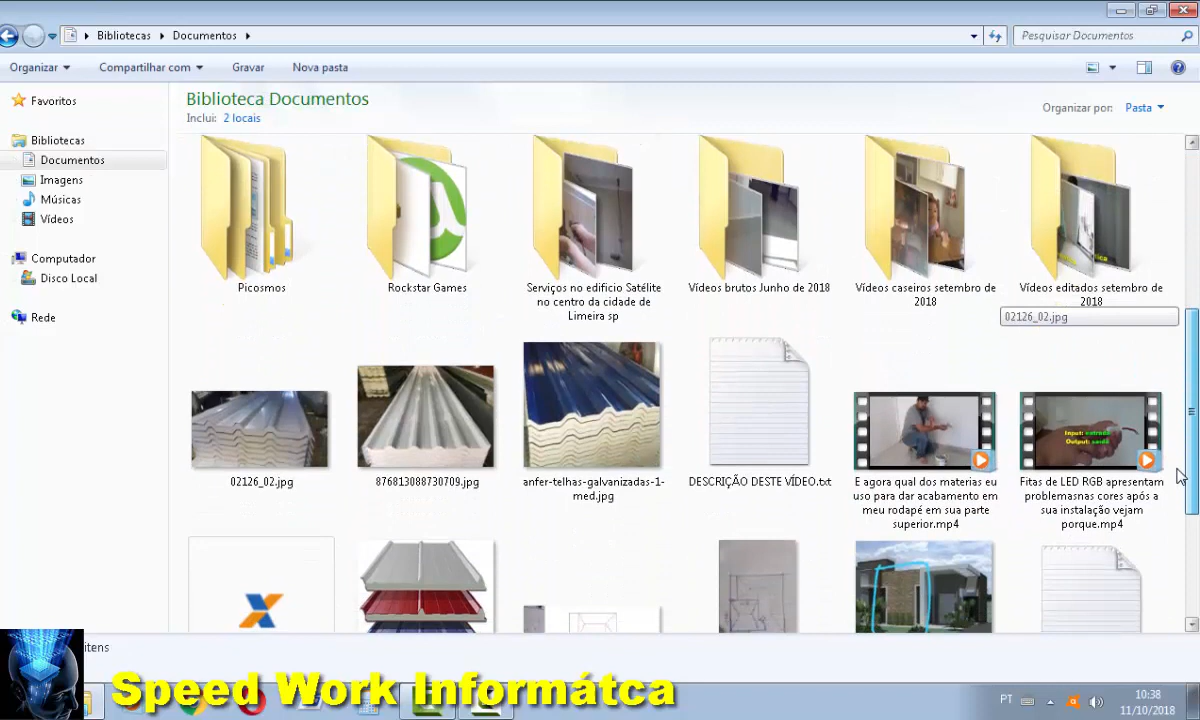 Bibliotecas
Documentos
Pesquisar Documentos
Organizar
Compartilhar com
Gravar
Nova pasta
Favoritos
Bibliotecas
Documentos
Imagens
Músicas
Vídeos
Computador
Disco Local
Rede
Biblioteca Documentos
Inclui: 2 locais
Organizar por: Pasta
Picosmos
Rockstar Games
Serviços no edificio Satélite
no centro da cidade de
Limeira sp
Vídeos brutos Junho de 2018
Vídeos caseiros setembro de
2018
Vídeos editados setembro de
2018
02126_02.jpg
02126_02.jpg
876813088730709.jpg
anfer-telhas-galvanizadas-1-
med.jpg
DESCRIÇÃO DESTE VÍDEO.txt
E agora qual dos materias eu
uso para dar acabamento em
meu rodapé em sua parte
superior.mp4
Input: entrada
Output: saída
Fitas de LED RGB apresentam
problemasnas cores após a
sua instalação vejam
porque.mp4
itens
Speed Work Informátca
PT
10:38
11/10/2018